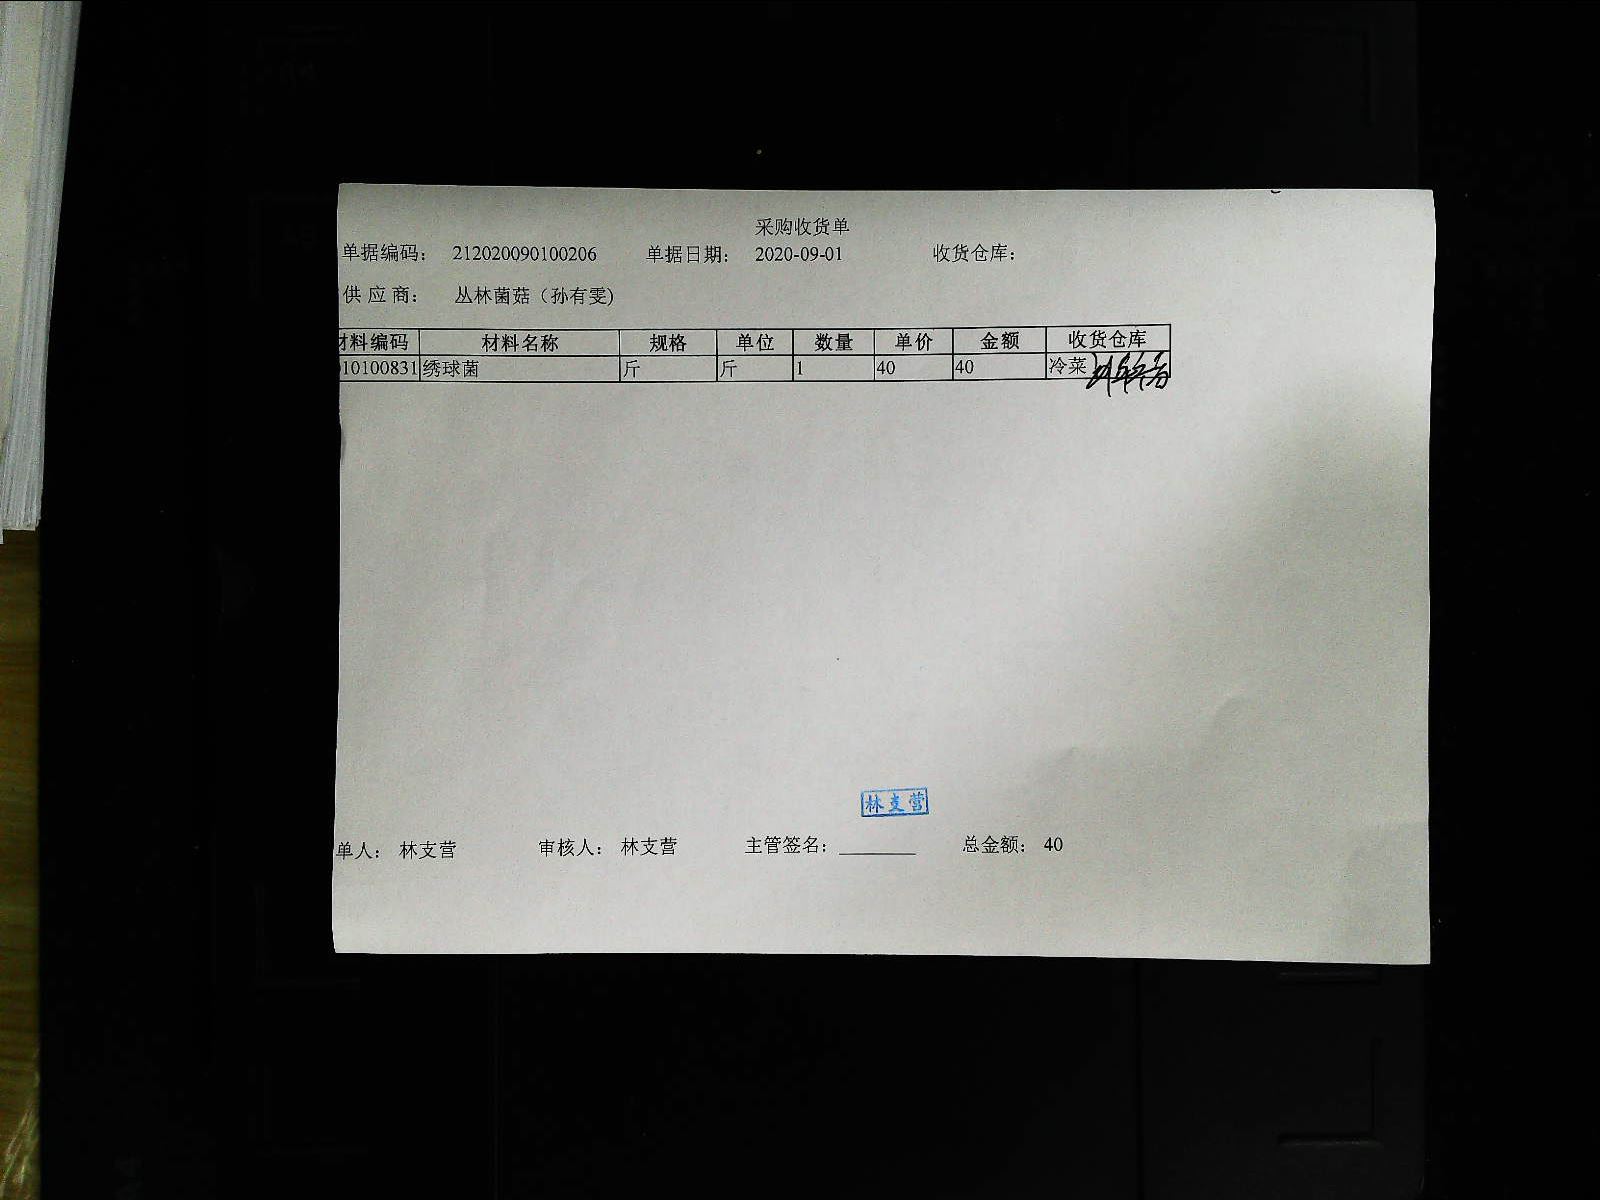 采购收货单
单据编码： 212020090100206 单据日期： 2020-09-01 收货仓库：
供 应 商： 丛林菌菇（孙有雯)
材料编码 材料名称 规格 单位 数量 单价 金额 收货仓库
010100831 绣球菌 斤 斤 1 40 40 冷菜
林支营
单人： 林支营 审核人： 林支营 主管签名： 总金额： 40